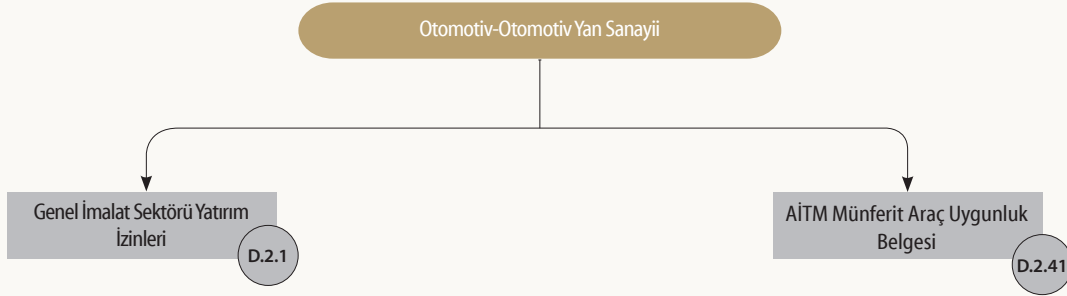 Otomotiv-Otomotiv Yan Sanayii
Genel İmalat Sektörü Yatırım
İzinleri
D.2.1
AİTM Münferit Araç Uygunluk
Belgesi
D.2.41